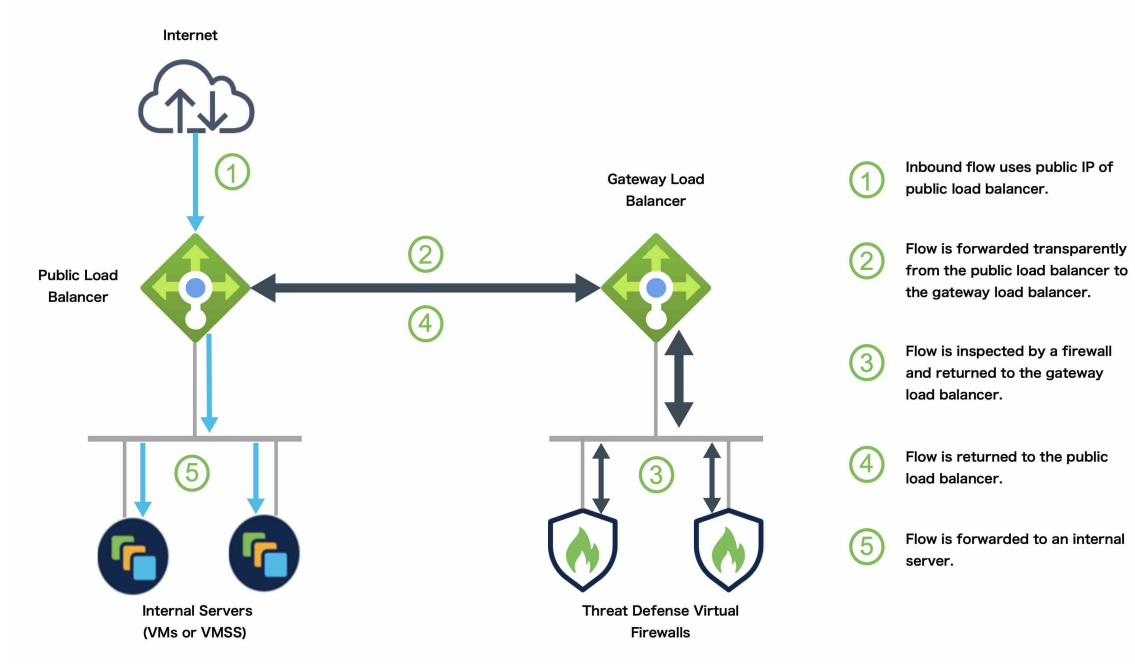 Internet
1
Gateway Load
Balancer
Public Load
Balancer
2
4
5
3
Internal Servers
(VMs or VMSS)
Threat Defense Virtual
Firewalls
1
Inbound flow uses public IP of
public load balancer.
2
Flow is forwarded transparently
from the public load balancer to
the gateway load balancer.
3
Flow is inspected by a firewall
and returned to the gateway
load balancer.
4
Flow is returned to the public
load balancer.
5
Flow is forwarded to an internal
server.